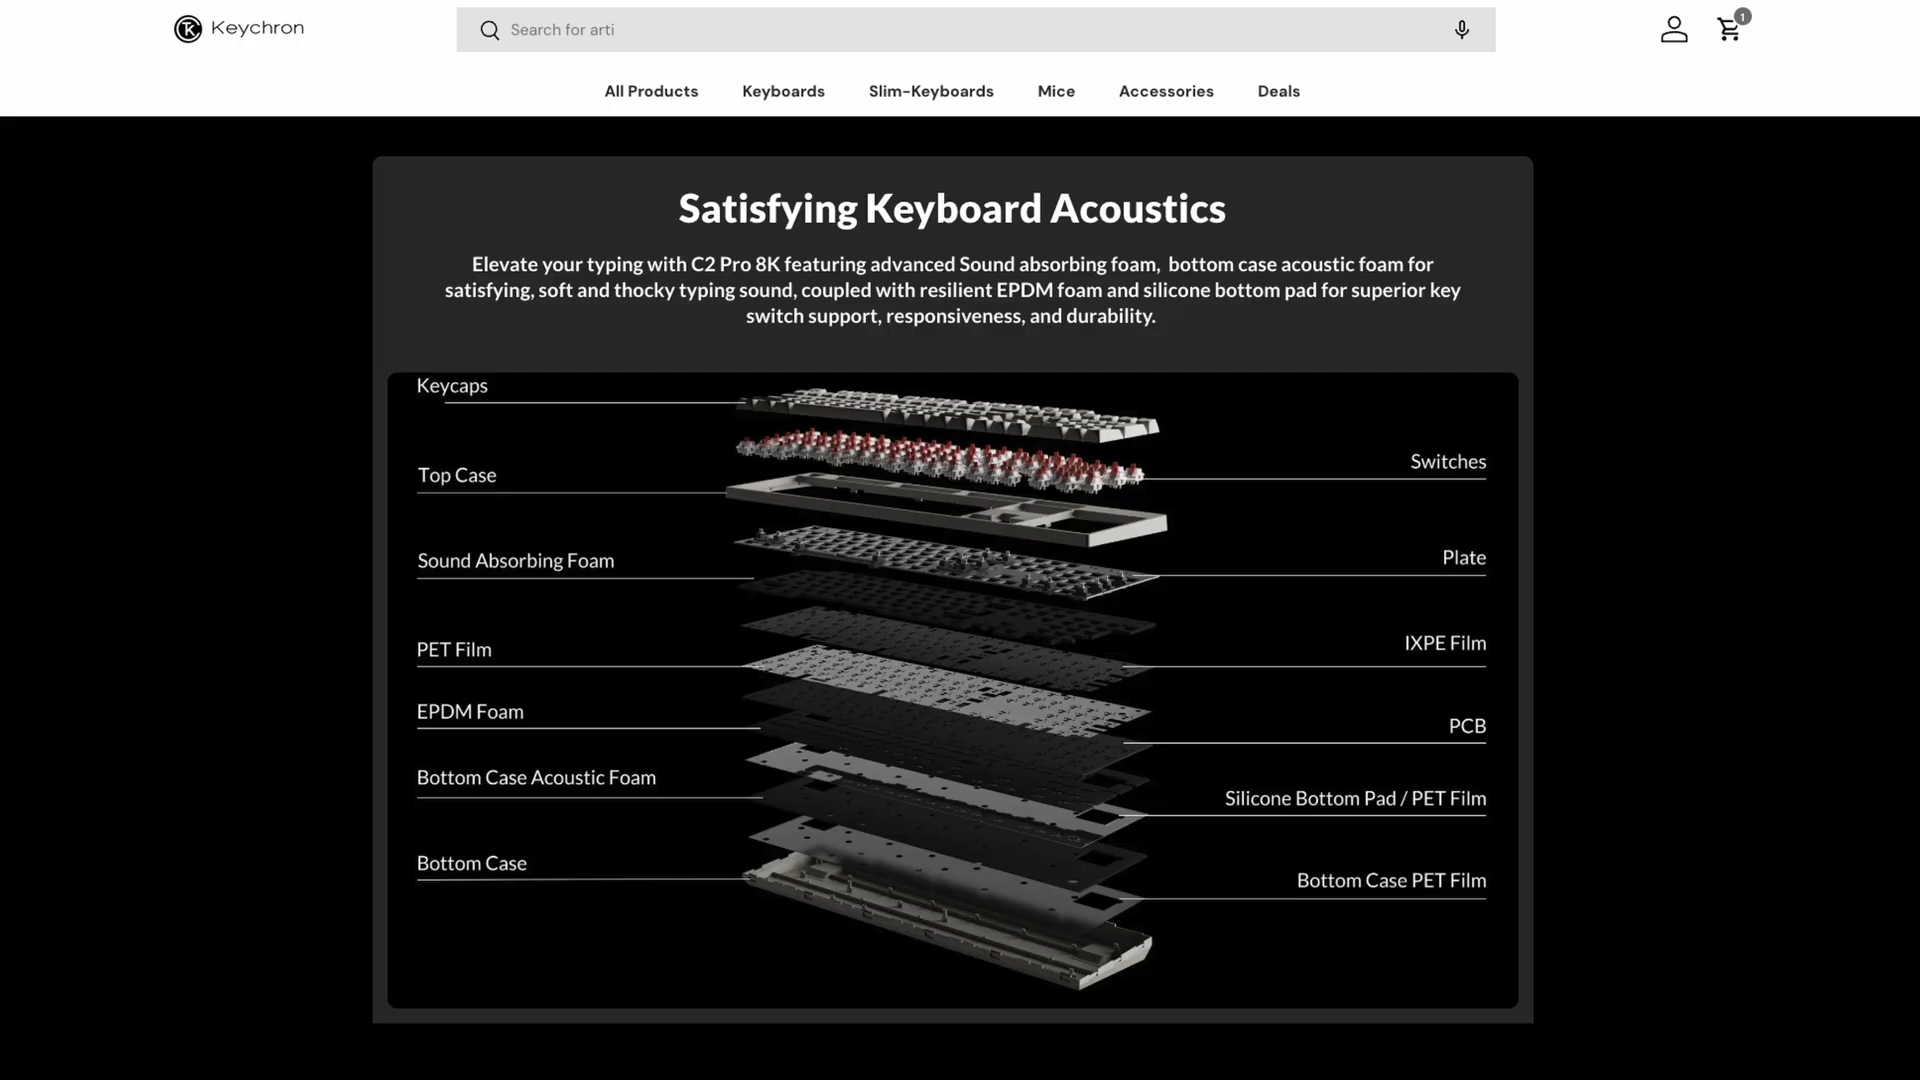 Keychron
Search for arti
1
All Products
Keyboards
Slim-Keyboards
Mice
Accessories
Deals
Satisfying Keyboard Acoustics
Elevate your typing with C2 Pro 8K featuring advanced Sound absorbing foam, bottom case acoustic foam for
satisfying, soft and thocky typing sound, coupled with resilient EPDM foam and silicone bottom pad for superior key
switch support, responsiveness, and durability.
Keycaps
Switches
Top Case
Plate
Sound Absorbing Foam
IXPE Film
PET Film
EPDM Foam
PCB
Bottom Case Acoustic Foam
Silicone Bottom Pad / PET Film
Bottom Case
Bottom Case PET Film